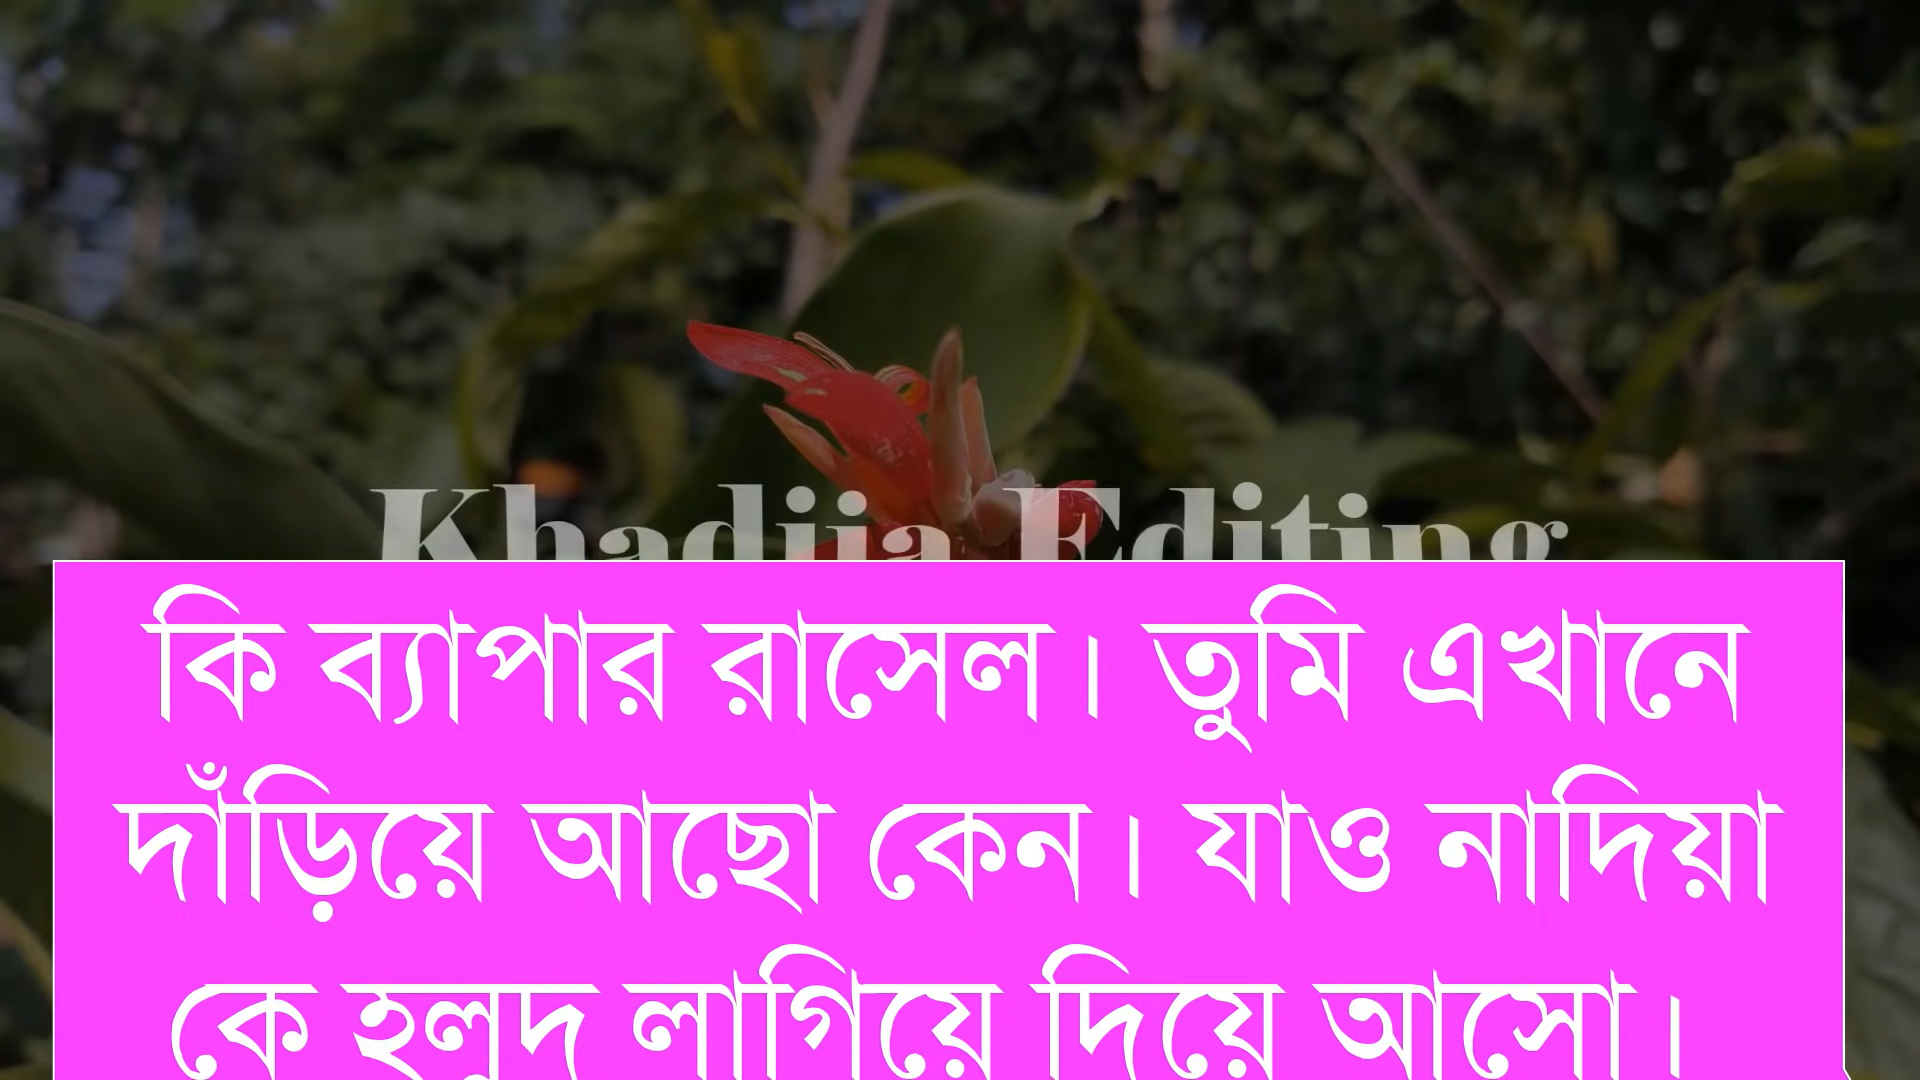 Khadija Editing
কি ব্যাপার রাসেল। তুমি এখানে
দাঁড়িয়ে আছো কেন। যাও নাদিয়া
কে হলুদ লাগিয়ে দিয়ে আসো।